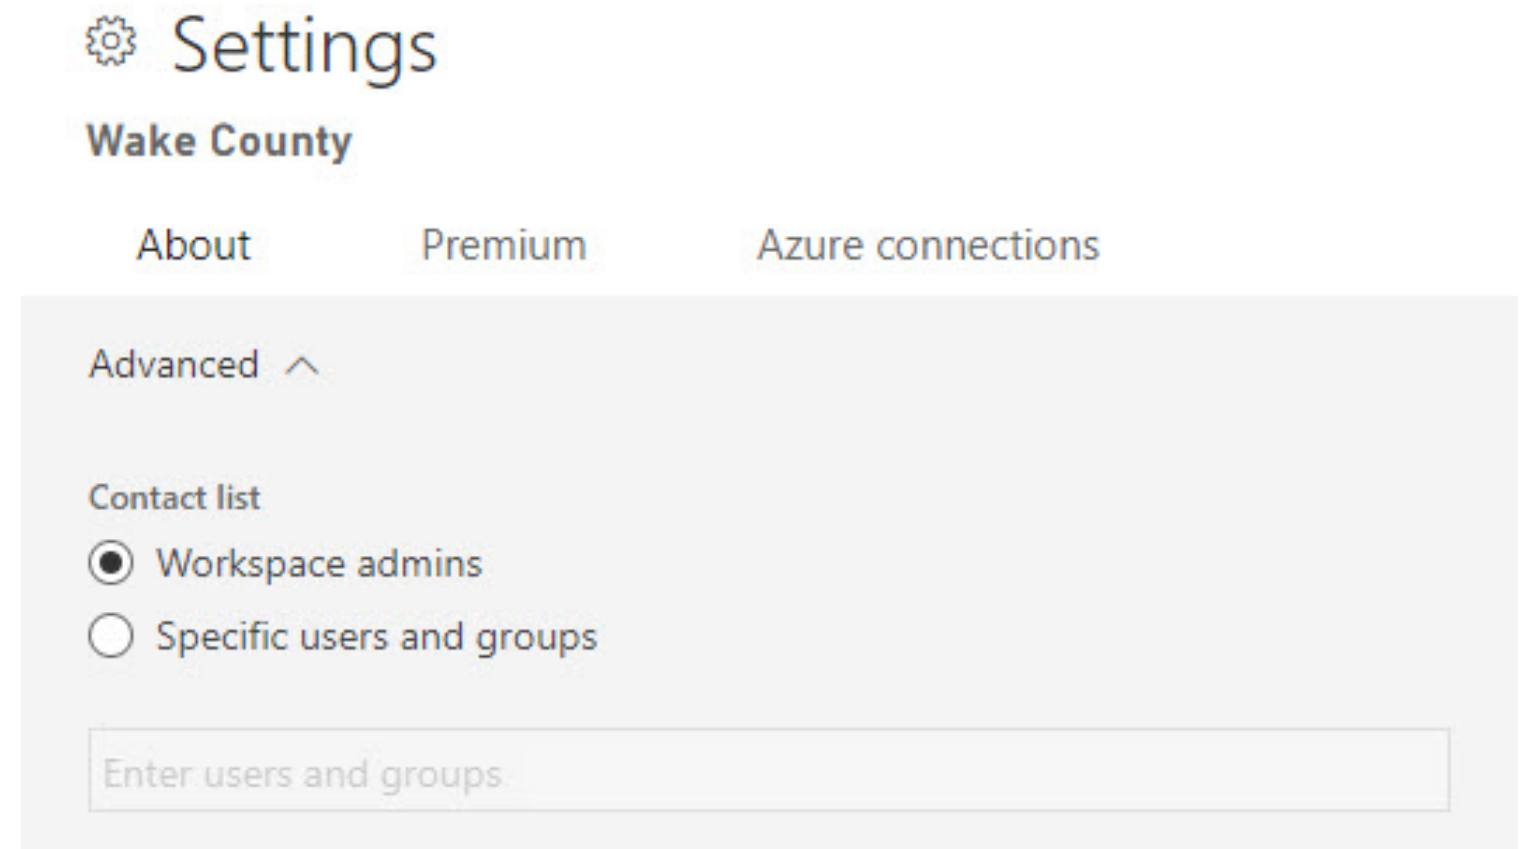 Settings
Wake County
About Premium Azure connections
Advanced
Contact list
Workspace admins
Specific users and groups
Enter users and groups